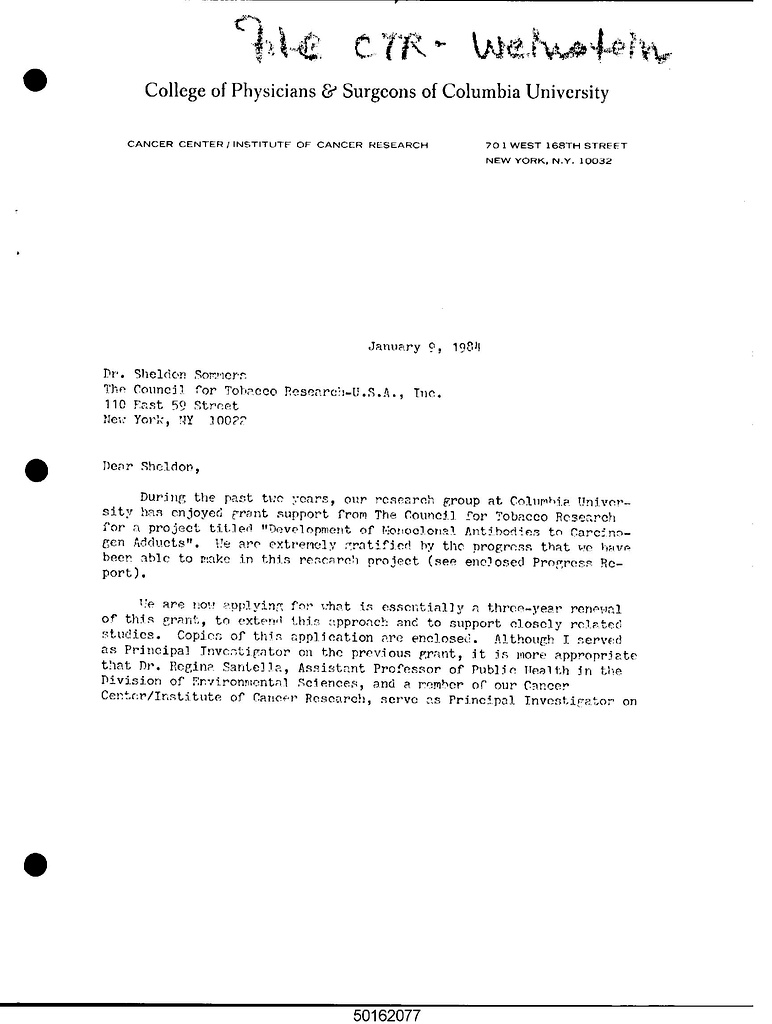 File CTR - Weinstein
College of Physicians & Surgeons of Columbia University
CANCER CENTER / INSTITUTE OF CANCER RESEARCH
701 WEST 168TH STREET
NEW YORK, N.Y. 10032
January 9, 1984
Dr. Sheldon Sommers
The Council for Tobacco Research-U.S.A., Inc.
110 East 59 Street
New York, NY 10022
Dear Sheldon,
During the past two years, our research group at Columbia Univer-
sity has enjoyed grant support from The Council for Tobacco Research
for a project titled "Development of Monoclonal Antibodies to Carcino-
gen Adducts". We are extremely gratified by the progress that we have
been able to make in this research project (see enclosed Progress Re-
port).
We are now applying for what is essentially a three-year renewal
of this grant, to extend this approach and to support closely related
studies. Copies of this application are enclosed. Although I served
as Principal Investigator on the previous grant, it is more appropriate
that Dr. Regina Santella, Assistant Professor of Public Health in the
Division of Environmental Sciences, and a member of our Cancer
Center/Institute of Cancer Research, serve as Principal Investigator on
50162077